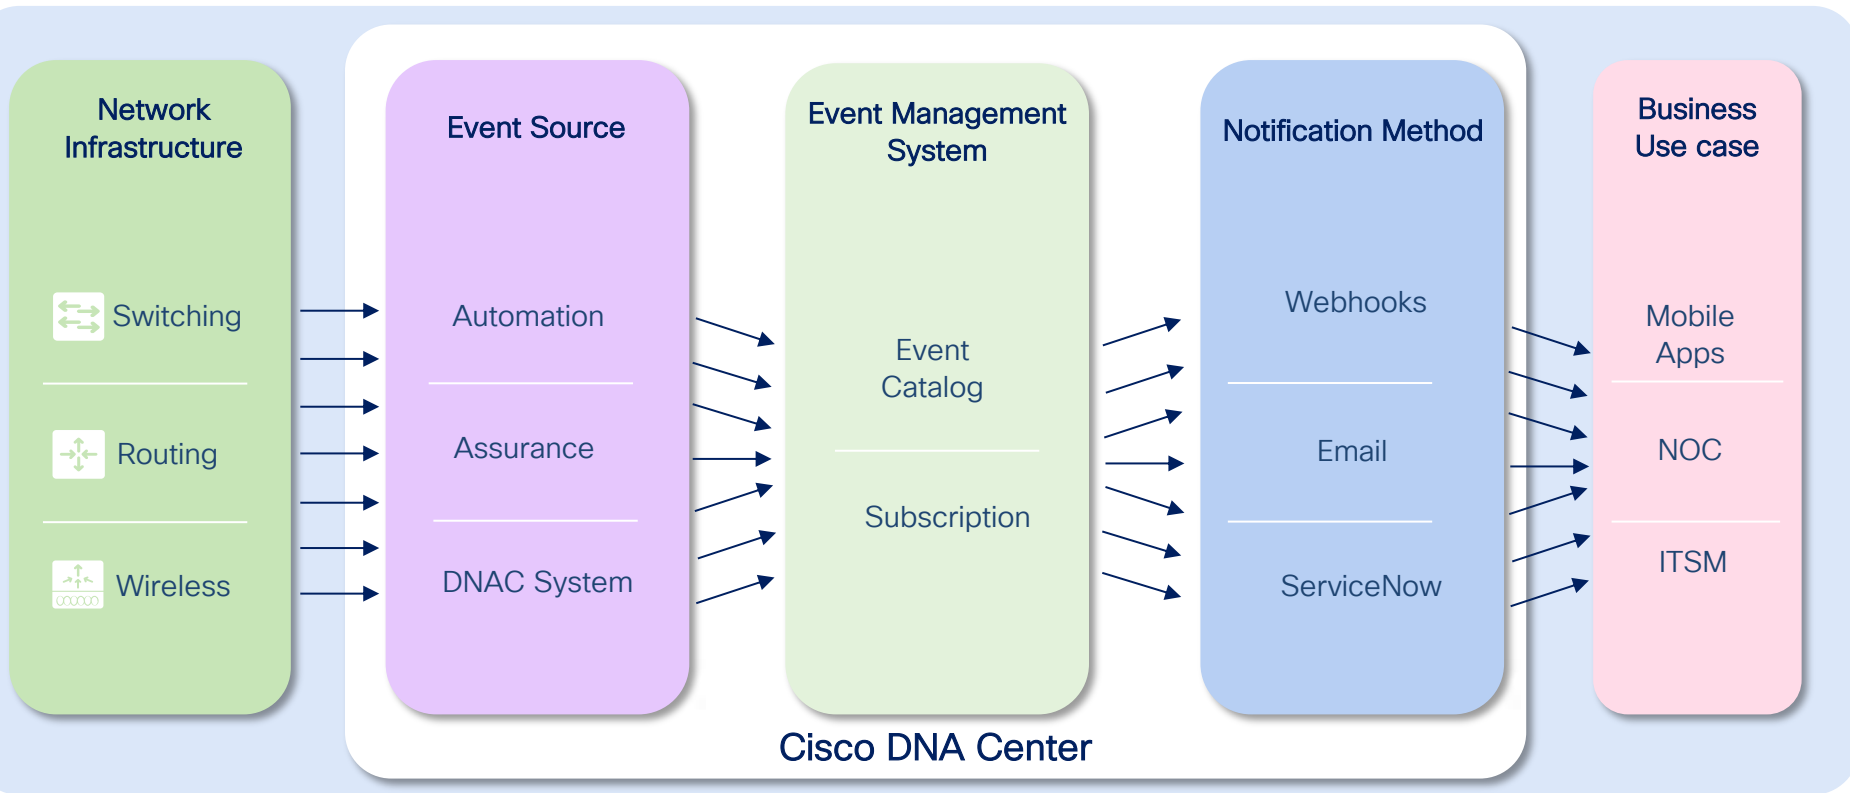 Network
Infrastructure
Switching
Routing
Wireless
Event Source
Automation
Assurance
DNAC System
Event Management
System
Event
Catalog
Subscription
Notification Method
Webhooks
Email
ServiceNow
Business
Use case
Mobile
Apps
NOC
ITSM
Cisco DNA Center